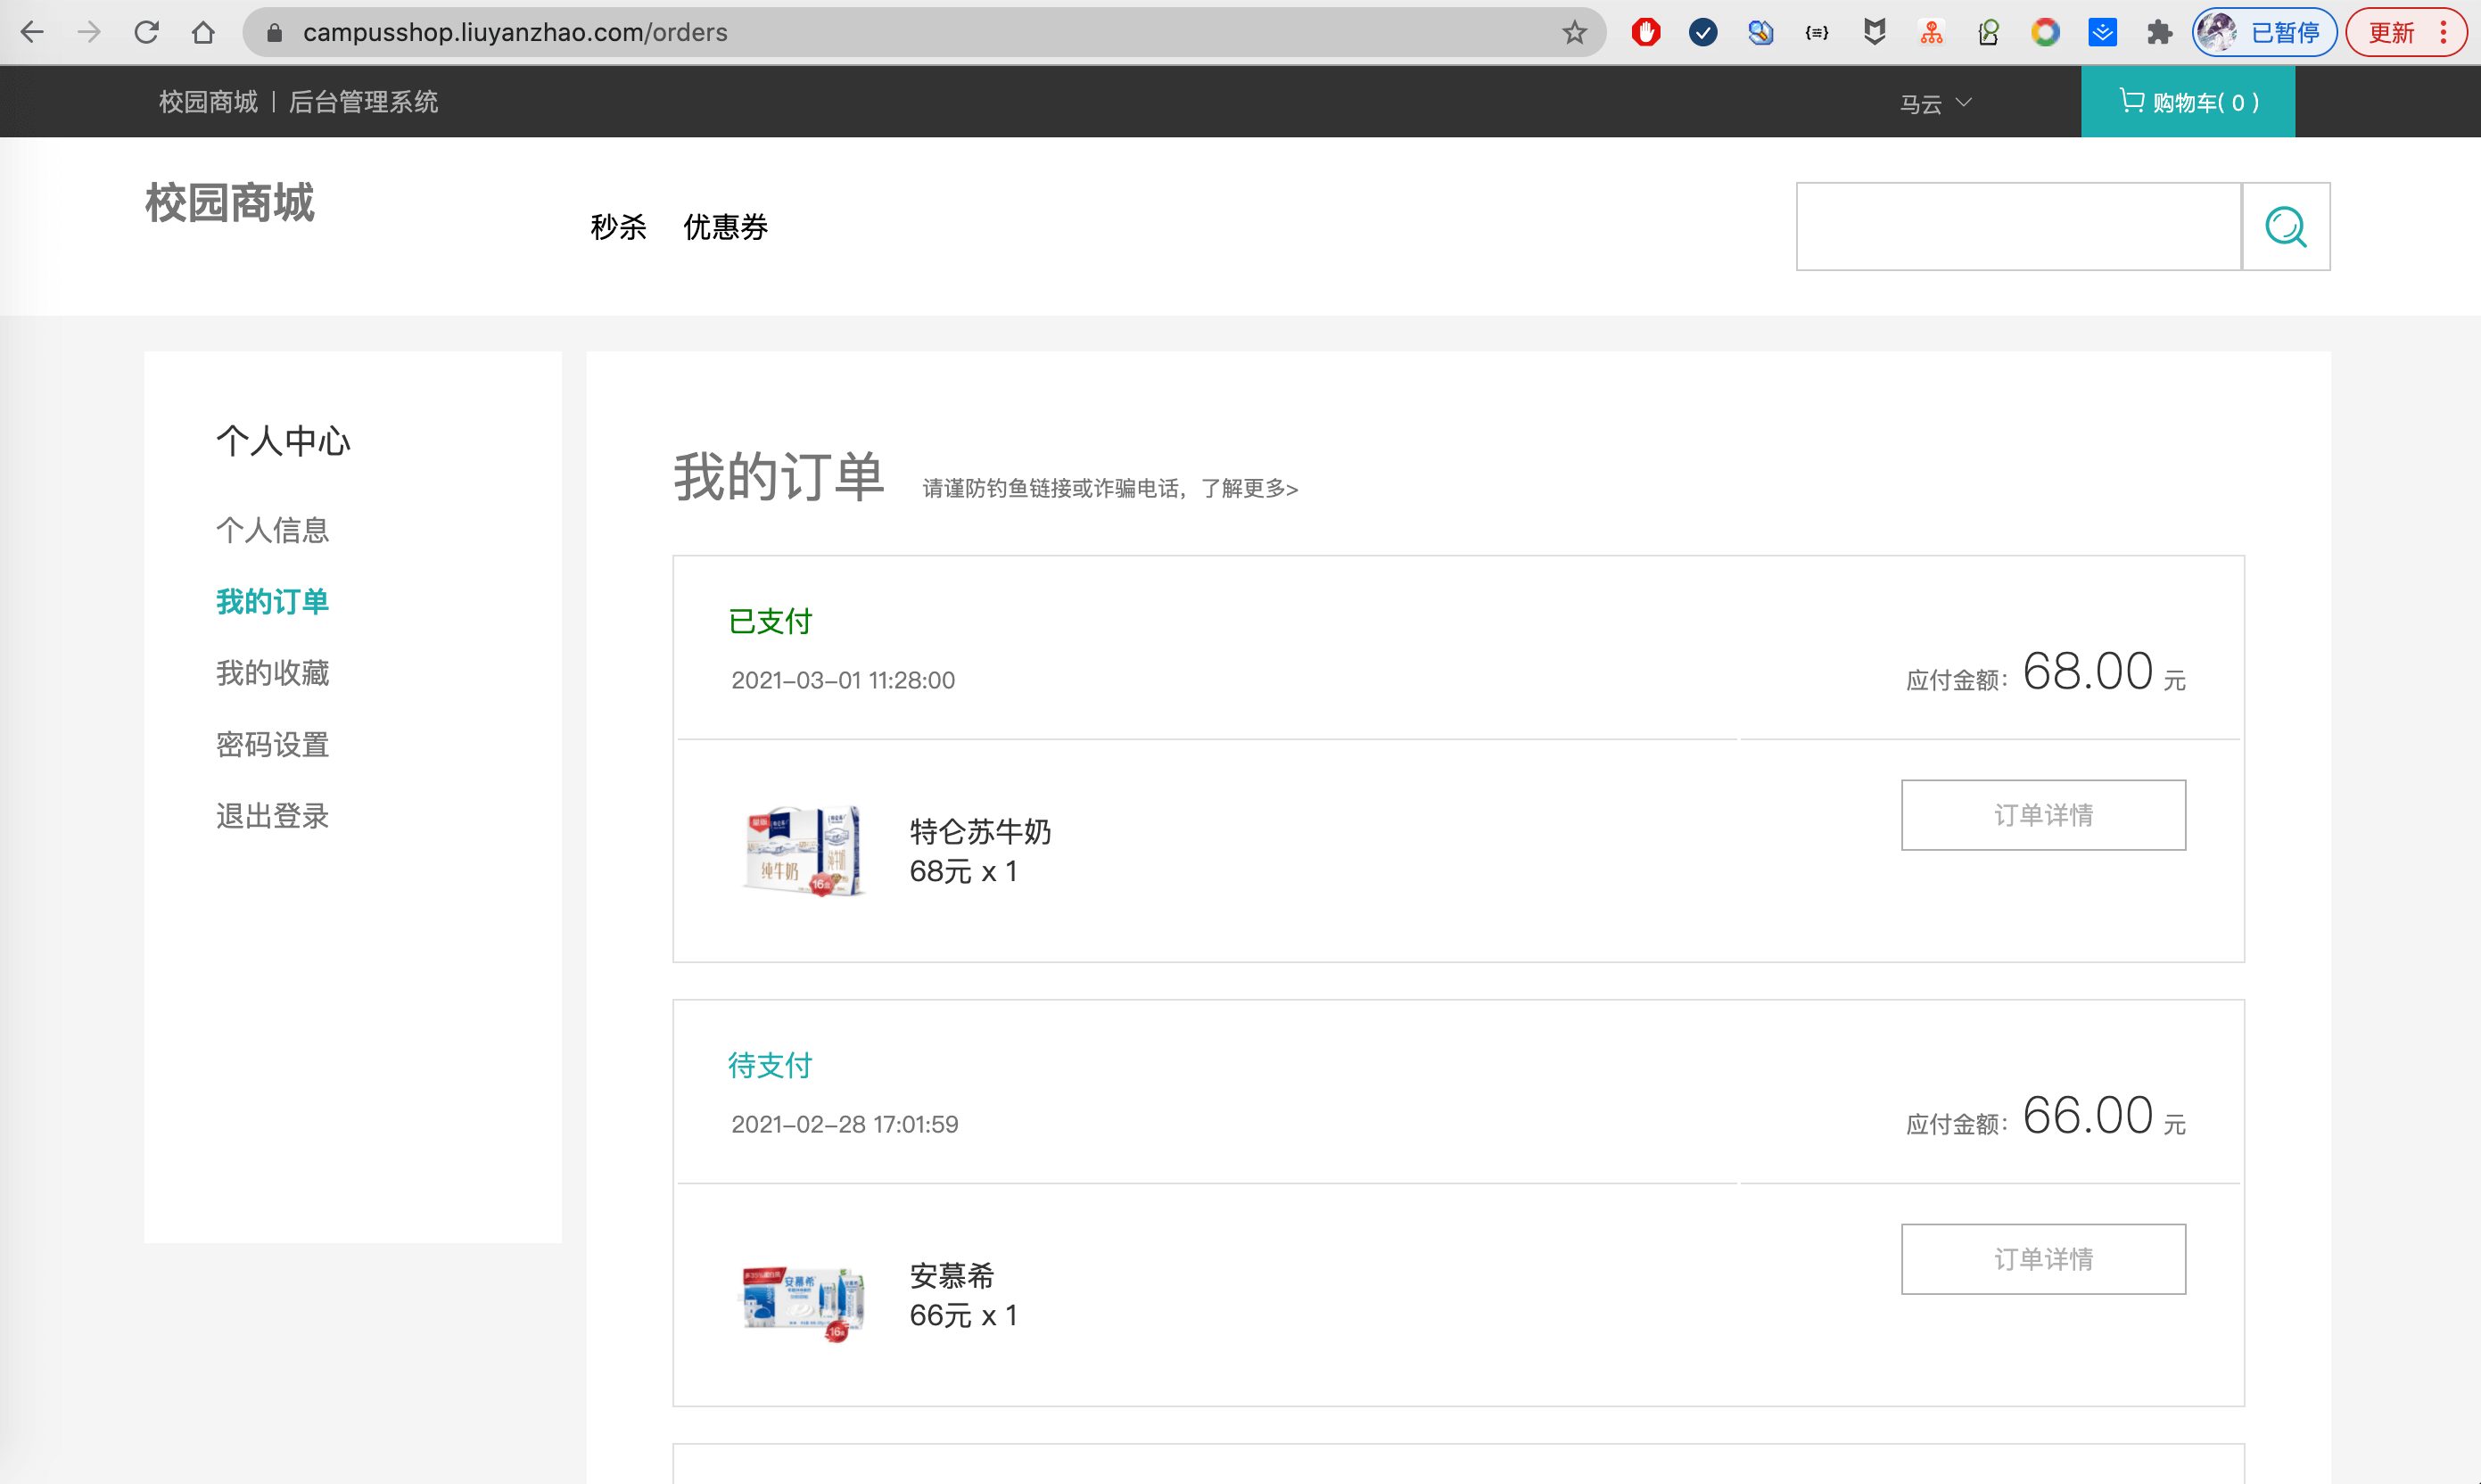 campusshop.liuyanzhao.com/orders
已暂停
更新
校园商城 | 后台管理系统
马云
购物车( 0 )
校园商城
秒杀 优惠券
个人中心
个人信息
我的订单
我的收藏
密码设置
退出登录
我的订单 请谨防钓鱼链接或诈骗电话，了解更多>
已支付
2021-03-01 11:28:00
应付金额： 68.00 元
纯牛奶
特仑苏牛奶
68元 x 1
订单详情
待支付
2021-02-28 17:01:59
应付金额： 66.00 元
安慕希
安慕希
66元 x 1
订单详情